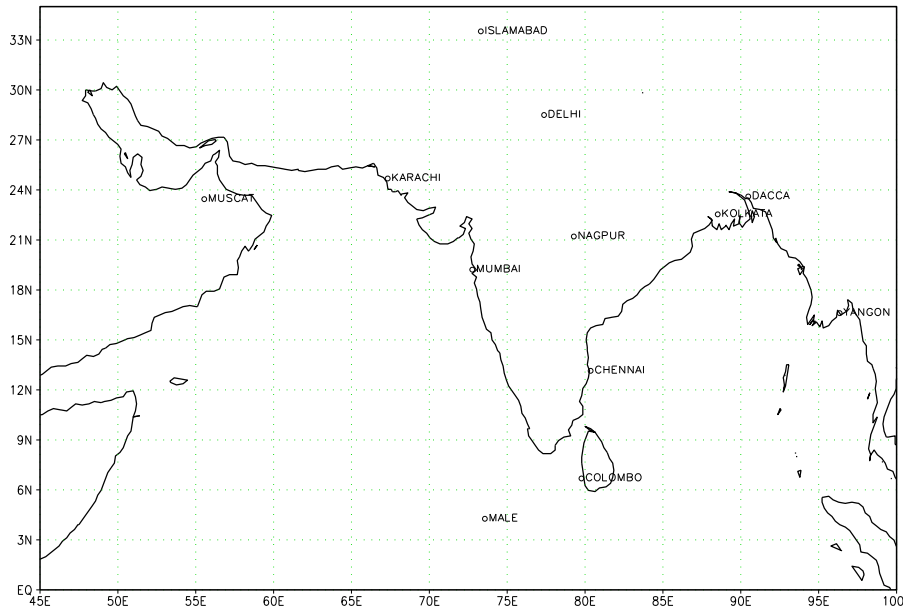 33N
ISLAMABAD
30N
DELHI
27N
KARACHI
24N
MUSCAT
DACCA
KOLKATA
21N
NAGPUR
MUMBAI
18N
YANGON
15N
CHENNAI
12N
9N
6N
COLOMBO
MALE
3N
EQ
45E 50E 55E 60E 65E 70E 75E 80E 85E 90E 95E 100